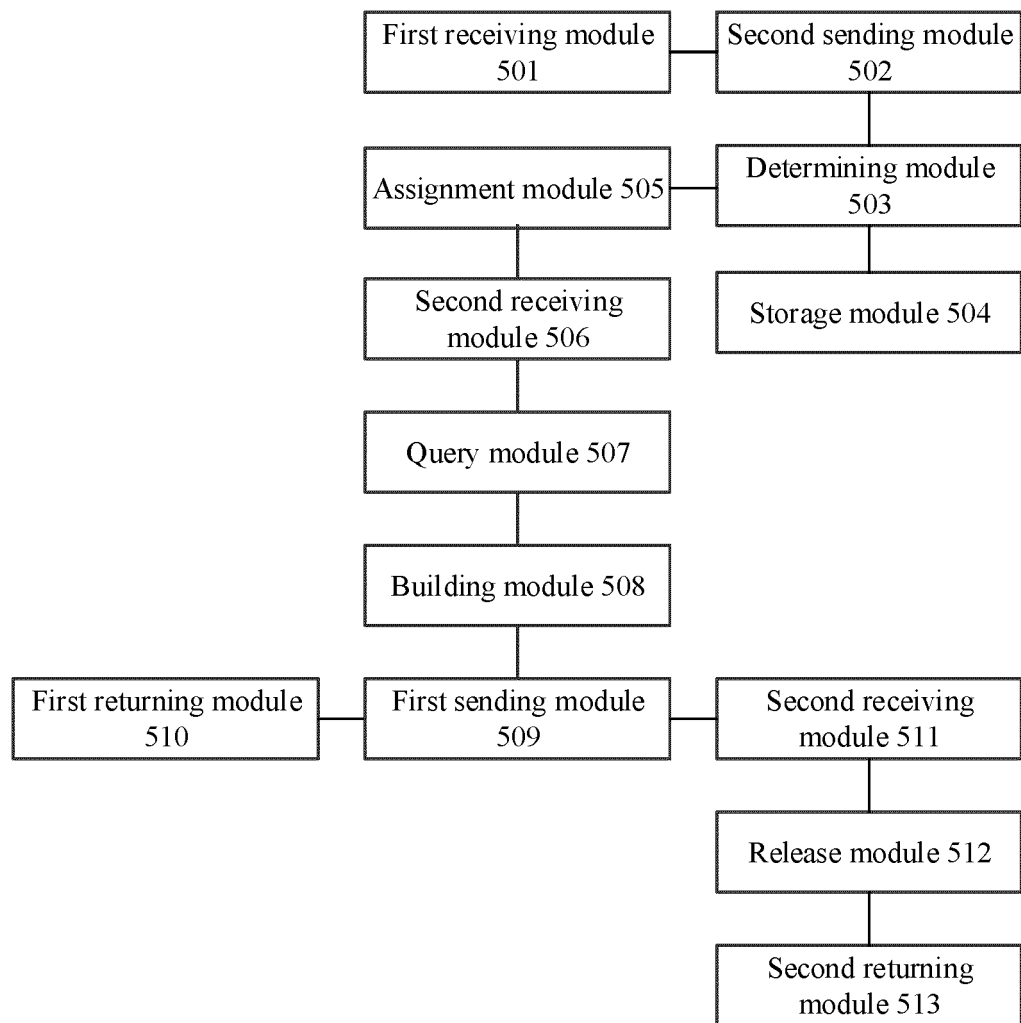 First receiving module
501
Second sending module
502
Assignment module 505
Determining module
503
Second receiving
module 506
Storage module 504
Query module 507
Building module 508
First returning module
510
First sending module
509
Second receiving
module 511
Release module 512
Second returning
module 513